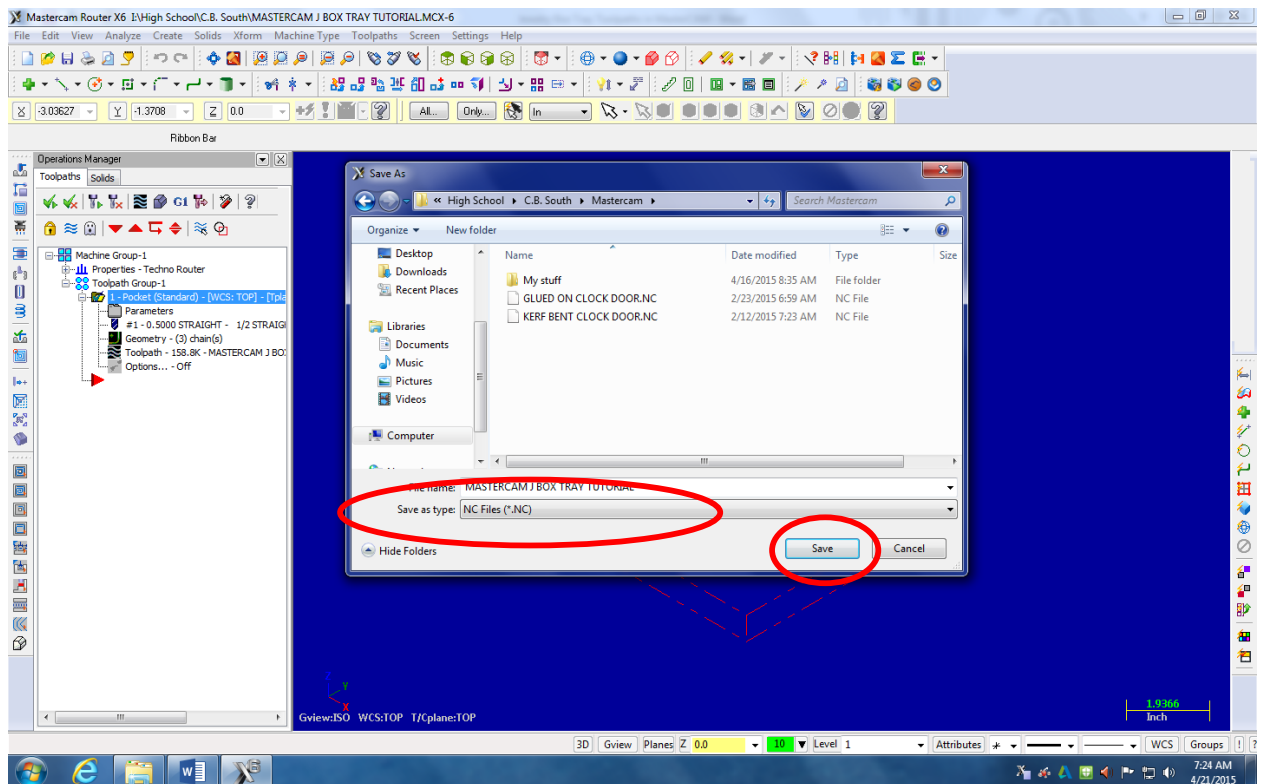 Mastercam Router X6 I:\High School\C.B. South\MASTERCAM J BOX TRAY TUTORIAL.MCX-6
File Edit View Analyze Create Solids Xform Machine Type Toolpaths Screen Settings Help
X -3.03627 Y -1.3708 Z 0.0 All... Only... In
Ribbon Bar
Operations Manager
Toolpaths Solids
G1
Machine Group-1
Properties - Techno Router
Toolpath Group-1
1 - Pocket (Standard) - [WCS: TOP] - [Tpla
Parameters
#1 - 0.5000 STRAIGHT - 1/2 STRAIG
Geometry - (3) chain(s)
Toolpath - 158.8K - MASTERCAM J BO
Options... - Off
Save As
« High School ▸ C.B. South ▸ Mastercam ▸ Search Mastercam
Organize New folder
Desktop
Downloads
Recent Places
Libraries
Documents
Music
Pictures
Videos
Computer
Name Date modified Type Size
My stuff 4/16/2015 8:35 AM File folder
GLUED ON CLOCK DOOR.NC 2/23/2015 6:59 AM NC File
KERF BENT CLOCK DOOR.NC 2/12/2015 7:23 AM NC File
File name: MASTERCAM J BOX TRAY TUTORIAL
Save as type: NC Files (*.NC)
Hide Folders Save Cancel
Z
Y
X
Gview:ISO WCS:TOP T/Cplane:TOP
1.9366
Inch
3D Gview Planes Z 0.0 10 Level 1 Attributes WCS Groups ! ?
7:24 AM
4/21/2015